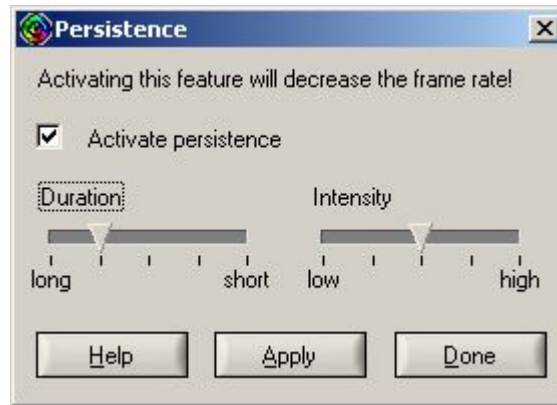 Persistence
Activating this feature will decrease the frame rate!
Activate persistence
Duration Intensity
long short low high
Help Apply Done